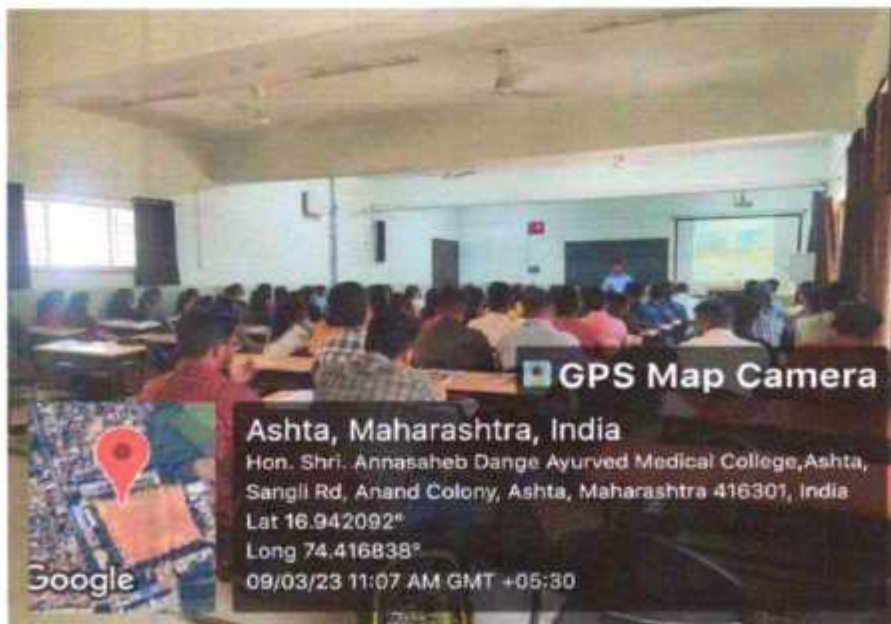 GPS Map Camera
Ashta, Maharashtra, India
Hon. Shri. Annasaheb Dange Ayurved Medical College,Ashta,
Sangli Rd, Anand Colony, Ashta, Maharashtra 416301, India
Lat 16.942092°
Long 74.416838°
09/03/23 11:07 AM GMT +05:30
Google